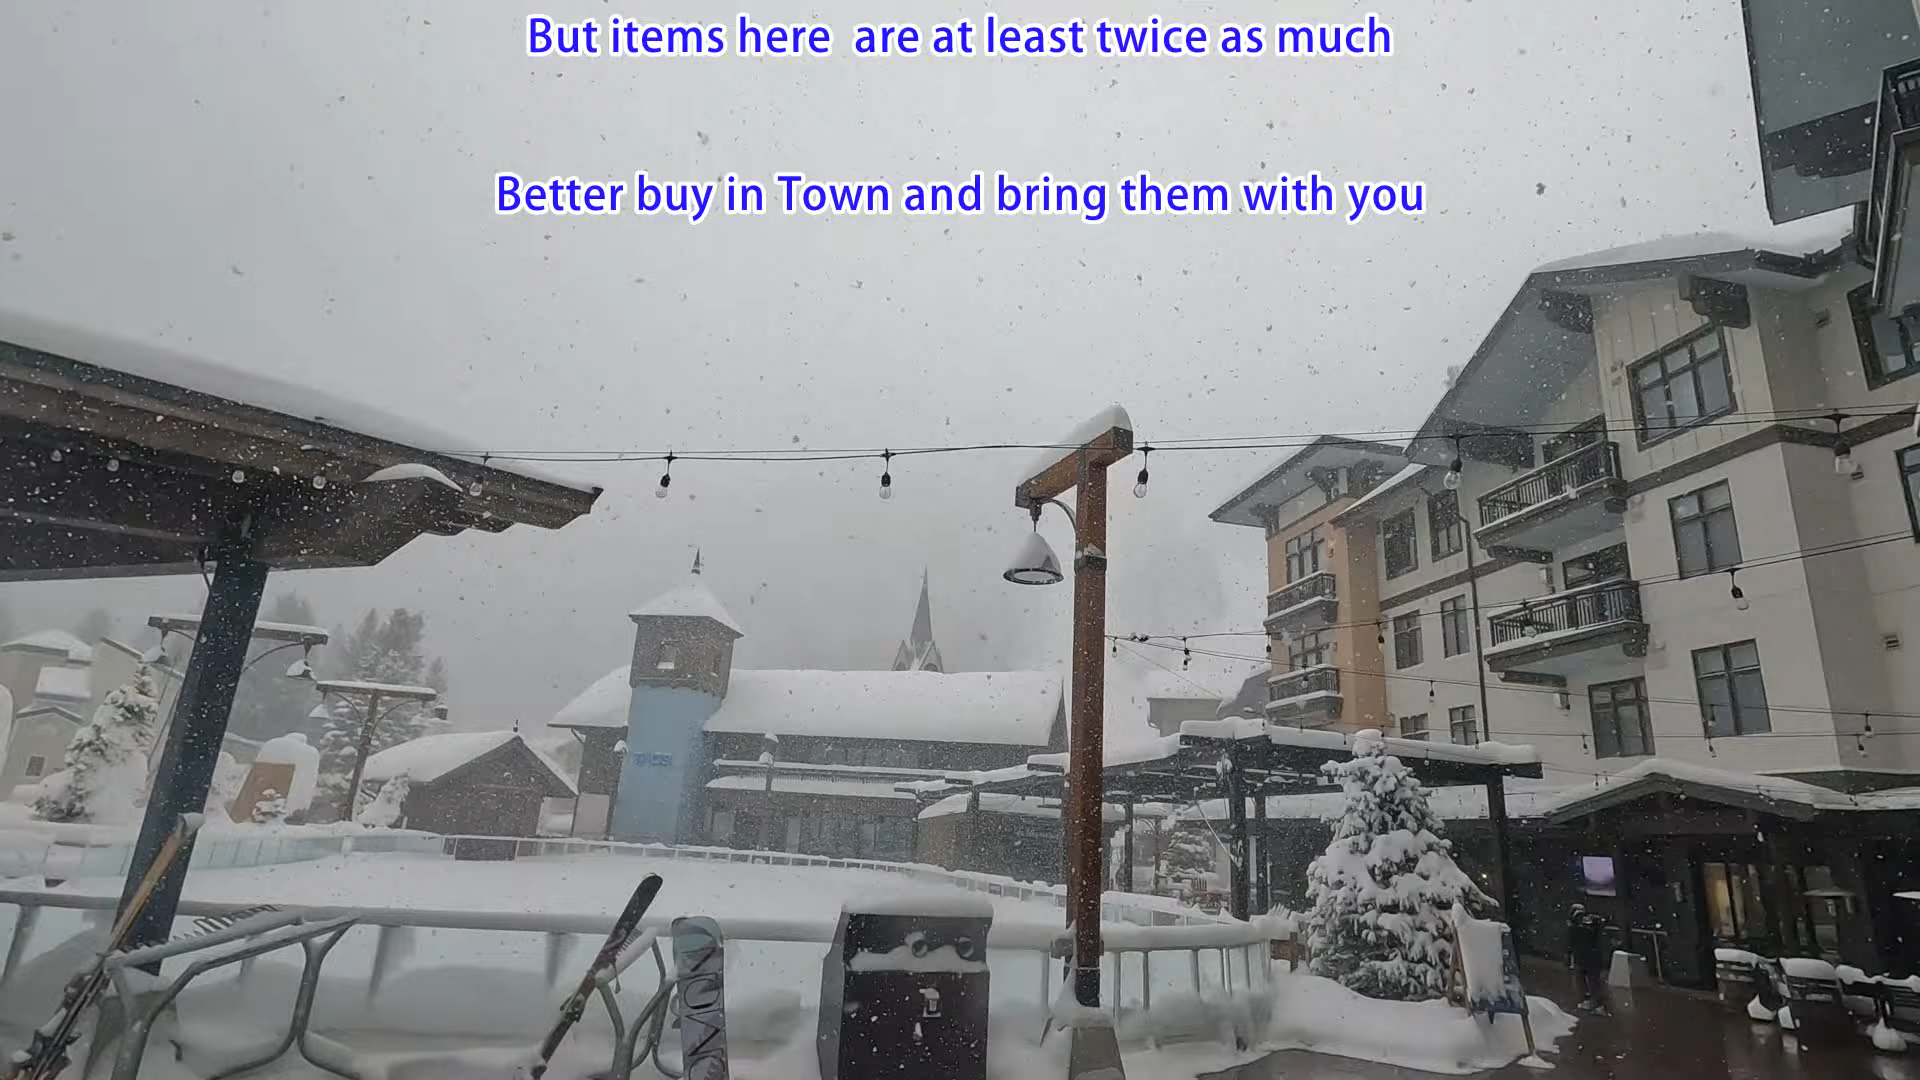 But items here  are at least twice as much
Better buy in Town and bring them with you